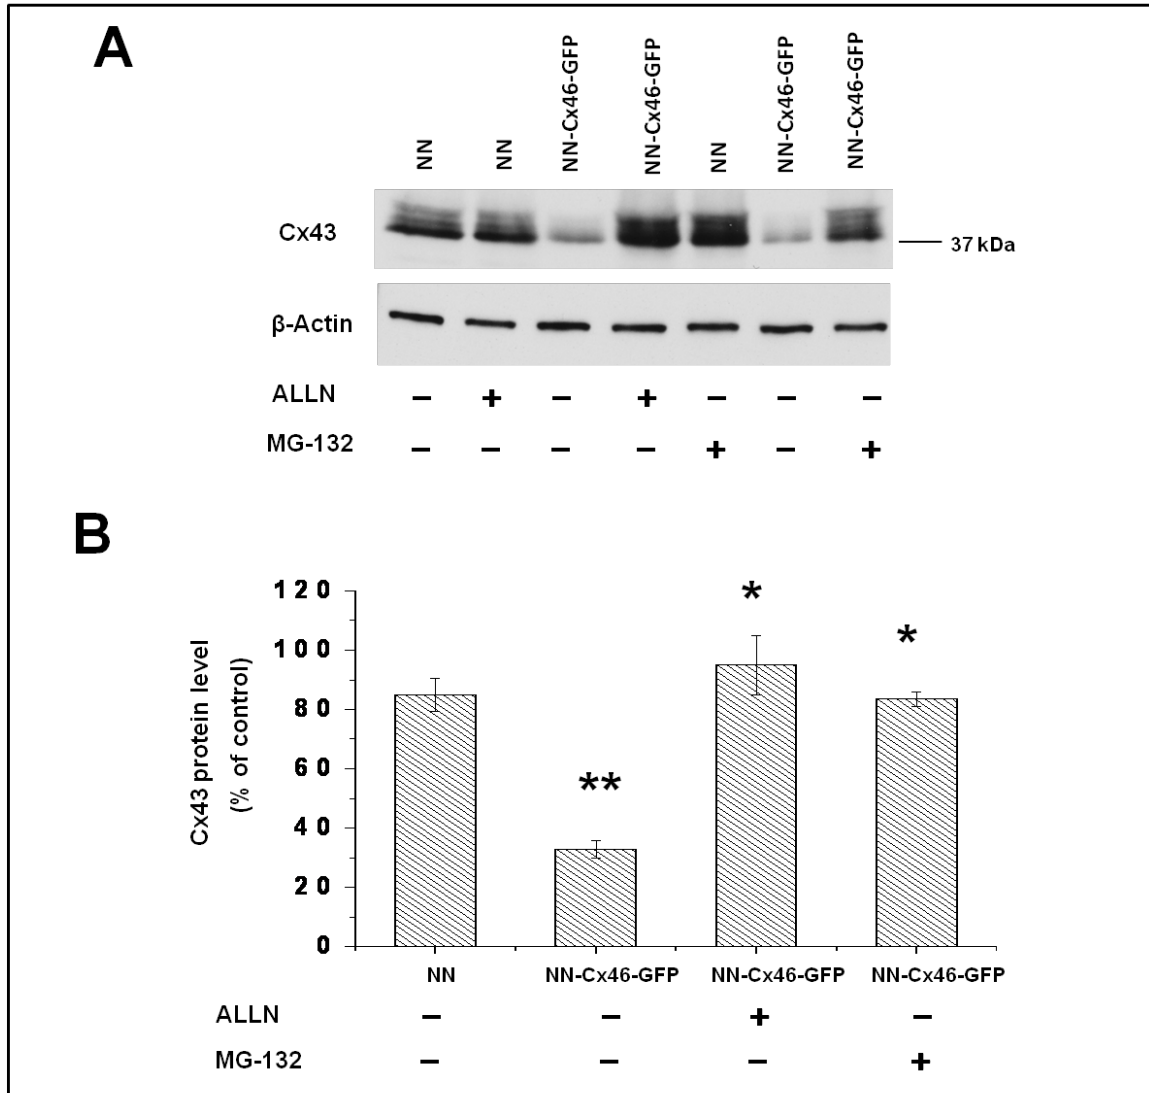 A
NN
NN
NN-Cx46-GFP
NN-Cx46-GFP
NN
NN-Cx46-GFP
NN-Cx46-GFP
Cx43
37 kDa
β-Actin
ALLN – + – + – – –
MG-132 – – – – + – +
B
Cx43 protein level
(% of control)
120
100
80
60
40
20
0
**
*
*
NN NN-Cx46-GFP NN-Cx46-GFP NN-Cx46-GFP
ALLN – – + –
MG-132 – – – +